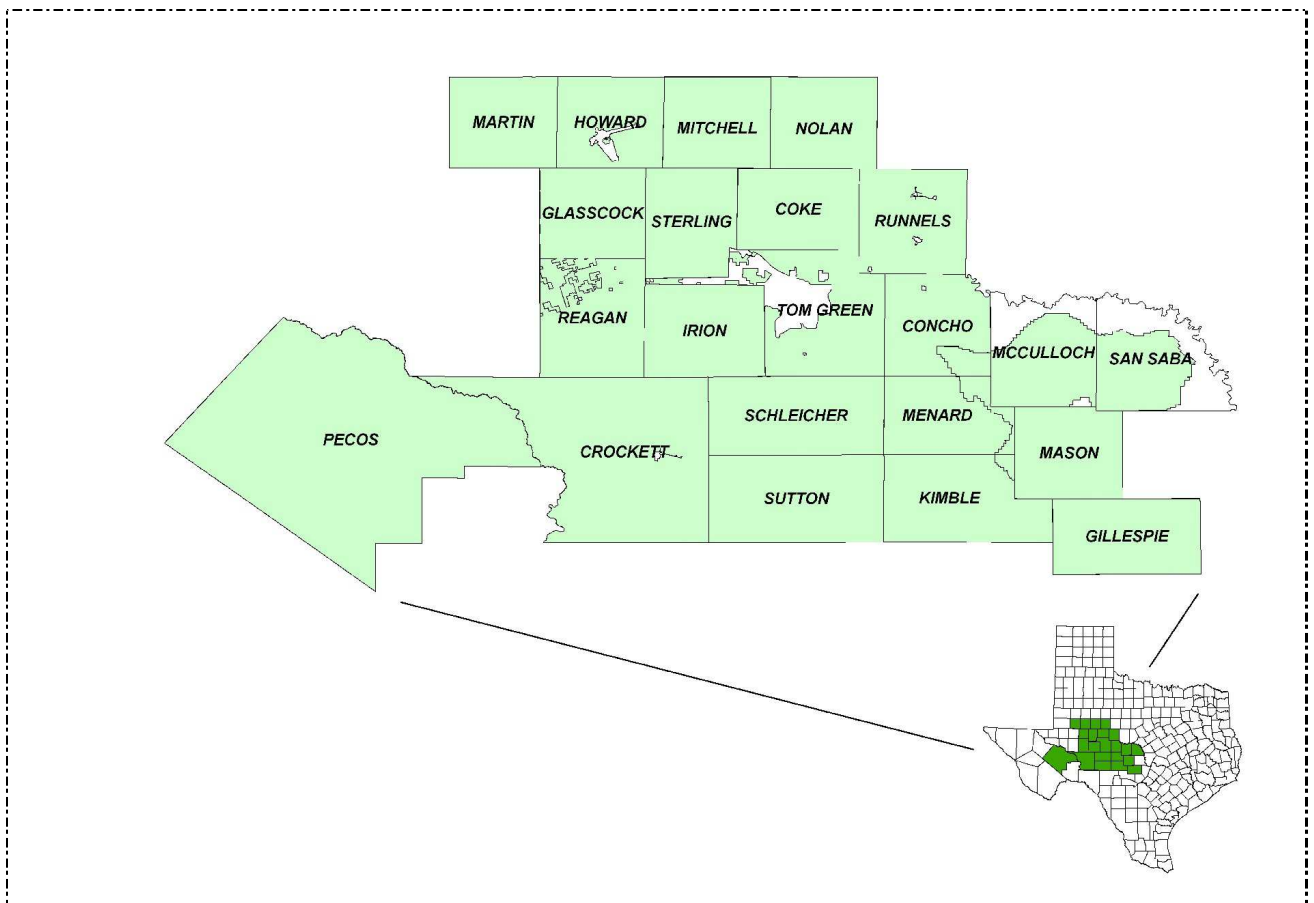 MARTIN
HOWARD
MITCHELL
NOLAN
GLASSCOCK
STERLING
COKE
RUNNELS
REAGAN
IRION
TOM GREEN
CONCHO
MCCULLOCH
SAN SABA
PECOS
CROCKETT
SCHLEICHER
MENARD
MASON
SUTTON
KIMBLE
GILLESPIE